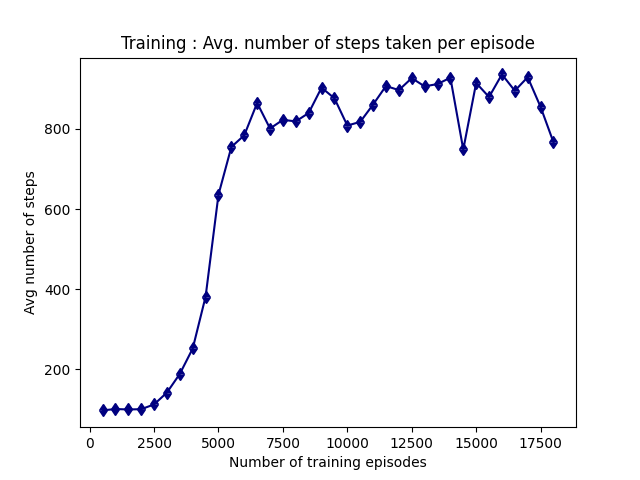 Training : Avg. number of steps taken per episode
Avg number of steps
800
600
400
200
0 2500 5000 7500 10000 12500 15000 17500
Number of training episodes